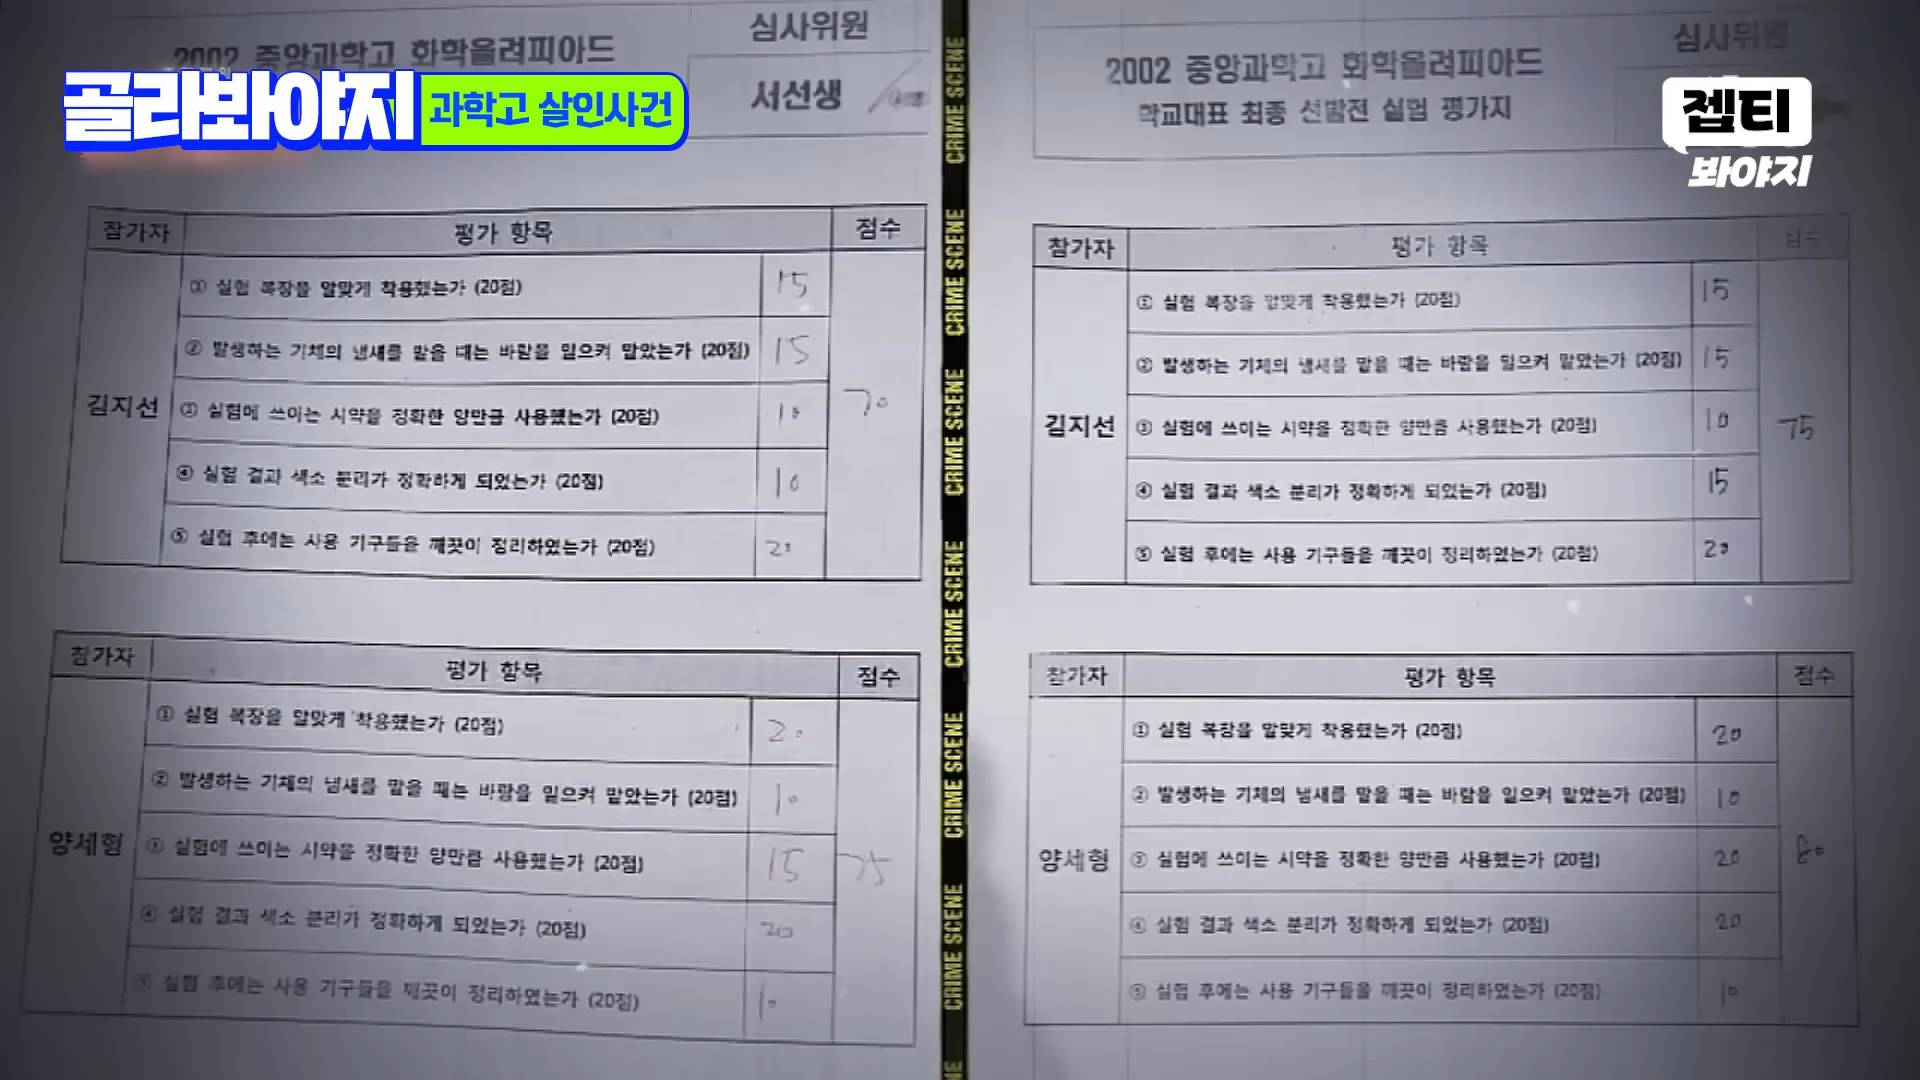 골라봐야지 과학고 살인사건
젭티
봐야지
2002 중앙과학고 화학올려피아드
심사위원
서선생
참가자 평가 항목 점수
김지선
① 실험 복장을 알맞게 착용했는가 (20점) 15
② 발생하는 기체의 냄새를 맡을 때는 바람을 일으켜 맡았는가 (20점) 15
③ 실험에 쓰이는 시약을 정확한 양만큼 사용했는가 (20점) 10
④ 실험 결과 색소 분리가 정확하게 되었는가 (20점) 10
⑤ 실험 후에는 사용 기구들을 깨끗이 정리하였는가 (20점) 20
70
참가자 평가 항목 점수
양세형
① 실험 복장을 알맞게 착용했는가 (20점) 20
② 발생하는 기체의 냄새를 맡을 때는 바람을 일으켜 맡았는가 (20점) 10
③ 실험에 쓰이는 시약을 정확한 양만큼 사용했는가 (20점) 15
④ 실험 결과 색소 분리가 정확하게 되었는가 (20점) 20
⑤ 실험 후에는 사용 기구들을 깨끗이 정리하였는가 (20점) 10
75
CRIME SCENE CRIME SCENE CRIME SCENE CRIME SCENE CRIME SCENE CRIME SCENE
2002 중앙과학고 화학올려피아드
학교대표 최종 선발전 실험 평가지
심사위원
참가자 평가 항목 점수
김지선
① 실험 복장을 알맞게 착용했는가 (20점) 15
② 발생하는 기체의 냄새를 맡을 때는 바람을 일으켜 맡았는가 (20점) 15
③ 실험에 쓰이는 시약을 정확한 양만큼 사용했는가 (20점) 10
④ 실험 결과 색소 분리가 정확하게 되었는가 (20점) 15
⑤ 실험 후에는 사용 기구들을 깨끗이 정리하였는가 (20점) 20
75
참가자 평가 항목 점수
양세형
① 실험 복장을 알맞게 착용했는가 (20점) 20
② 발생하는 기체의 냄새를 맡을 때는 바람을 일으켜 맡았는가 (20점) 10
③ 실험에 쓰이는 시약을 정확한 양만큼 사용했는가 (20점) 20
④ 실험 결과 색소 분리가 정확하게 되었는가 (20점) 20
⑤ 실험 후에는 사용 기구들을 깨끗이 정리하였는가 (20점) 10
80